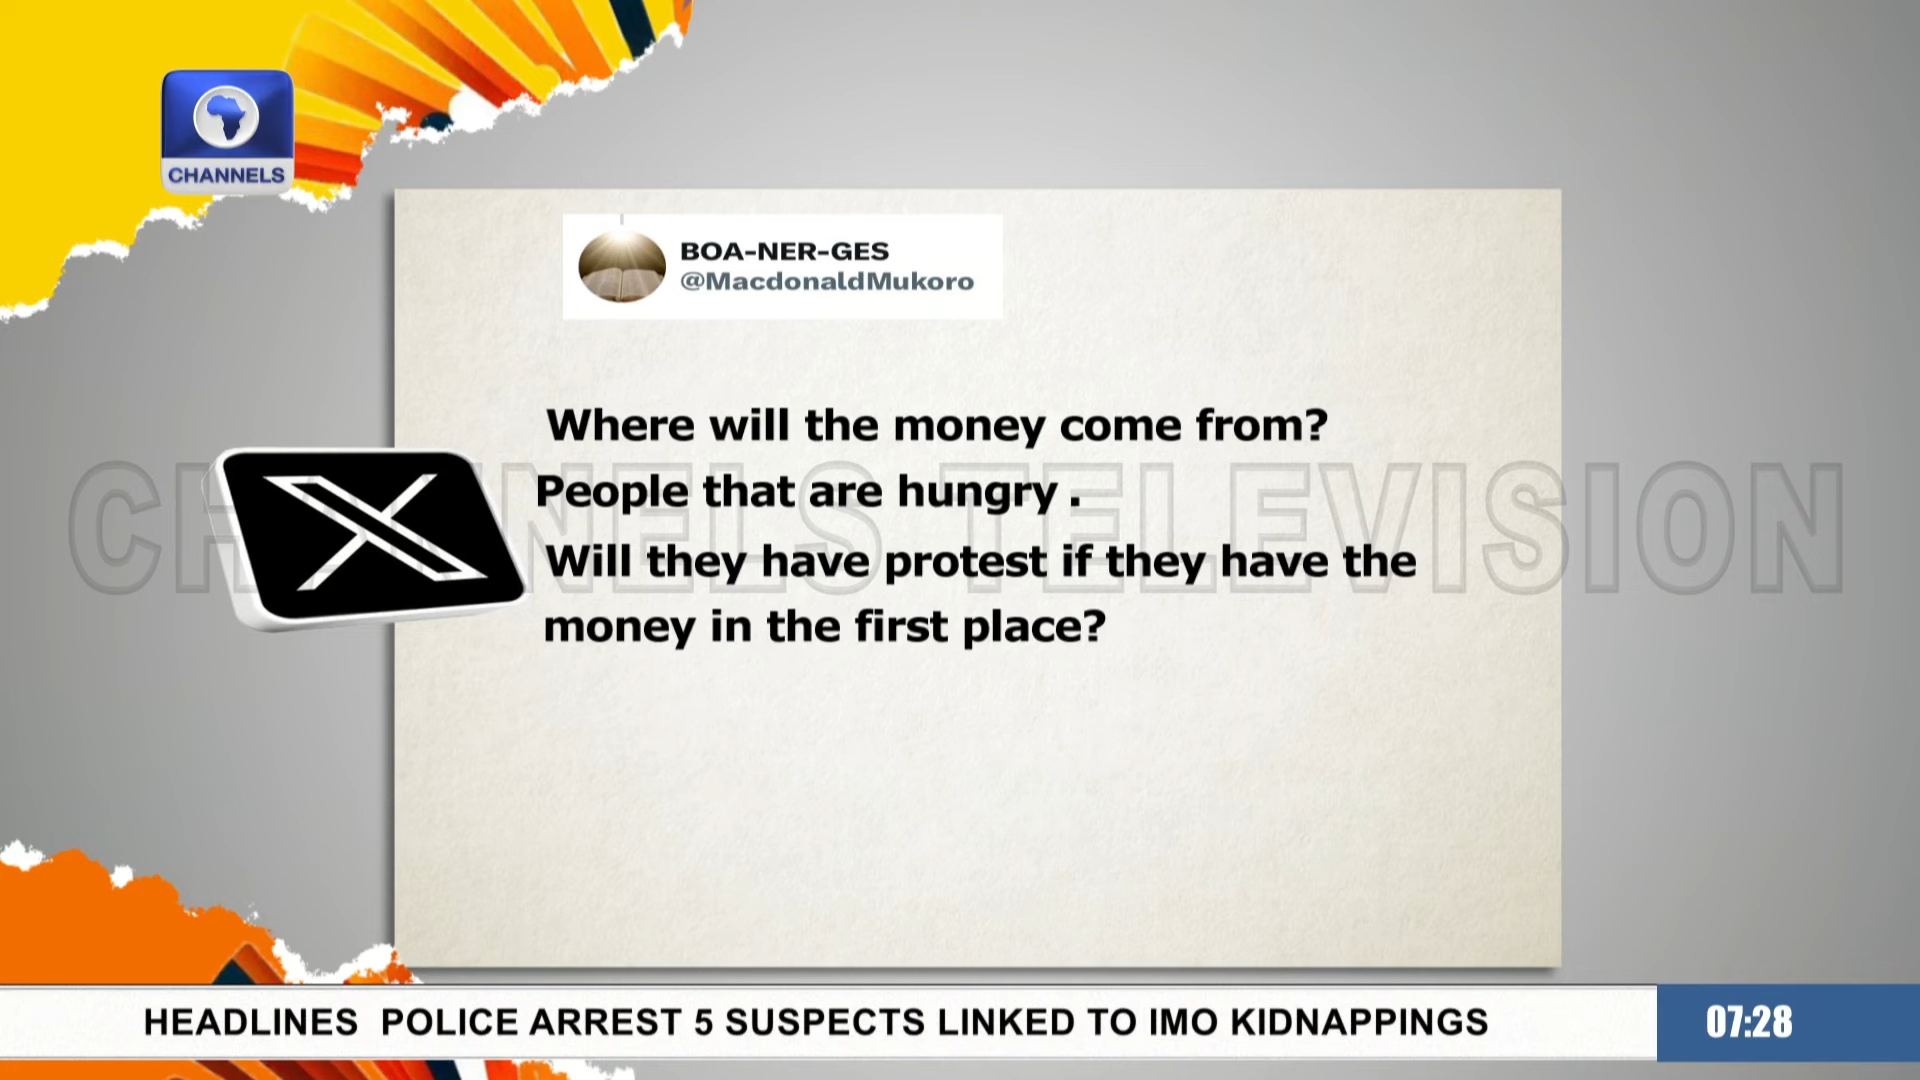 CHANNELS
BOA-NER-GES
@MacdonaldMukoro
Where will the money come from?
People that are hungry .
Will they have protest if they have the
money in the first place?
CHANNELS TELEVISION
HEADLINES POLICE ARREST 5 SUSPECTS LINKED TO IMO KIDNAPPINGS
07:28